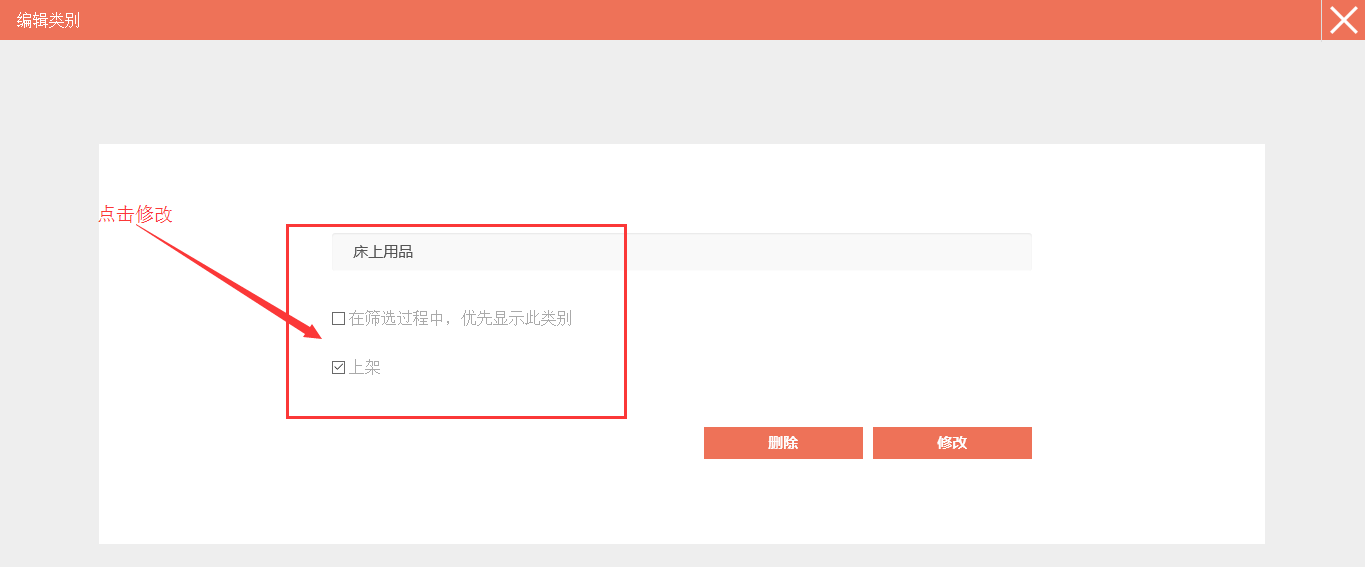 编辑类别
点击修改
床上用品
在筛选过程中，优先显示此类别
上架
删除
修改